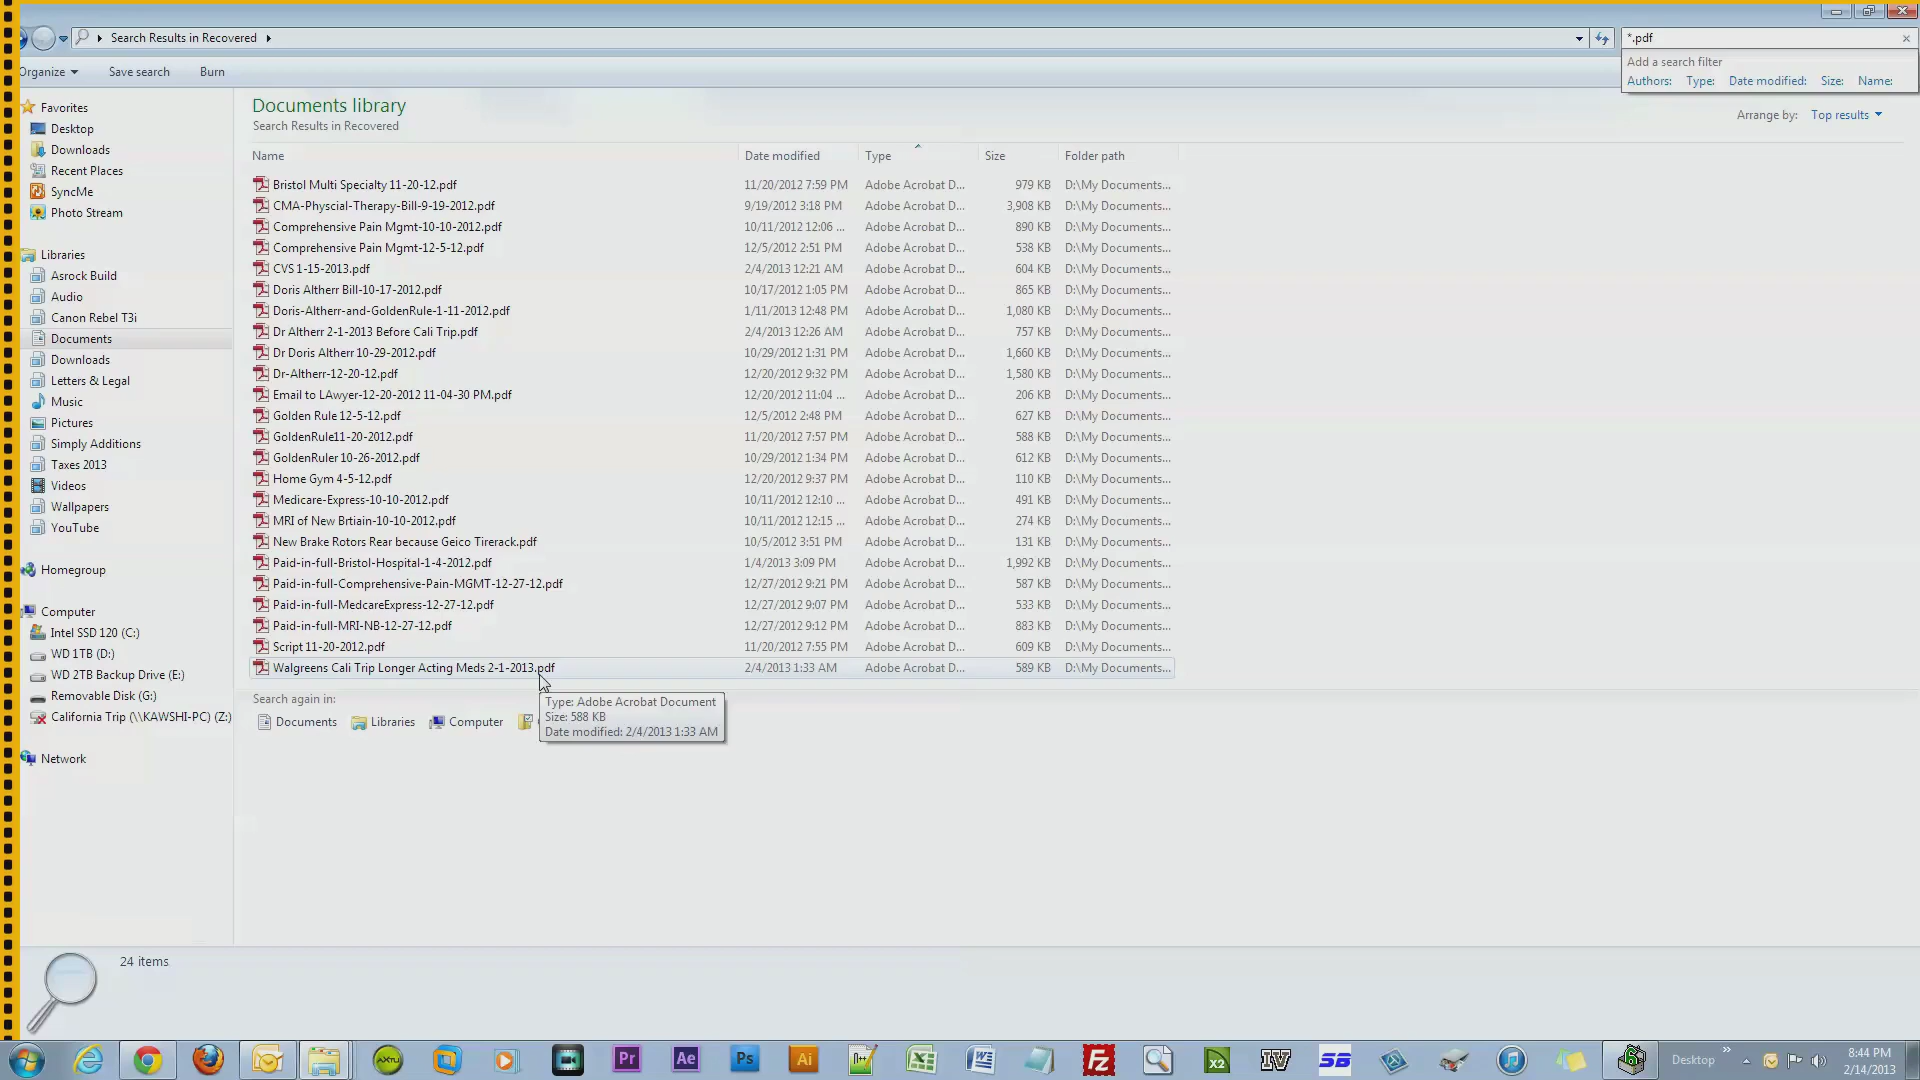 Search Results in Recovered
*.pdf
Add a search filter
Authors: Type: Date modified: Size: Name:
Organize Save search Burn
Documents library
Search Results in Recovered
Arrange by: Top results
Name Date modified Type Size Folder path
Bristol Multi Specialty 11-20-12.pdf 11/20/2012 7:59 PM Adobe Acrobat D... 979 KB D:\My Documents...
CMA-Physcial-Therapy-Bill-9-19-2012.pdf 9/19/2012 3:18 PM Adobe Acrobat D... 3,908 KB D:\My Documents...
Comprehensive Pain Mgmt-10-10-2012.pdf 10/11/2012 12:06 ... Adobe Acrobat D... 890 KB D:\My Documents...
Comprehensive Pain Mgmt-12-5-12.pdf 12/5/2012 2:51 PM Adobe Acrobat D... 538 KB D:\My Documents...
CVS 1-15-2013.pdf 2/4/2013 12:21 AM Adobe Acrobat D... 604 KB D:\My Documents...
Doris Altherr Bill-10-17-2012.pdf 10/17/2012 1:05 PM Adobe Acrobat D... 865 KB D:\My Documents...
Doris-Altherr-and-GoldenRule-1-11-2012.pdf 1/11/2013 12:48 PM Adobe Acrobat D... 1,080 KB D:\My Documents...
Dr Altherr 2-1-2013 Before Cali Trip.pdf 2/4/2013 12:26 AM Adobe Acrobat D... 757 KB D:\My Documents...
Dr Doris Altherr 10-29-2012.pdf 10/29/2012 1:31 PM Adobe Acrobat D... 1,660 KB D:\My Documents...
Dr-Altherr-12-20-12.pdf 12/20/2012 9:32 PM Adobe Acrobat D... 1,580 KB D:\My Documents...
Email to LAwyer-12-20-2012 11-04-30 PM.pdf 12/20/2012 11:04 ... Adobe Acrobat D... 206 KB D:\My Documents...
Golden Rule 12-5-12.pdf 12/5/2012 2:48 PM Adobe Acrobat D... 627 KB D:\My Documents...
GoldenRule11-20-2012.pdf 11/20/2012 7:57 PM Adobe Acrobat D... 588 KB D:\My Documents...
GoldenRuler 10-26-2012.pdf 10/29/2012 1:34 PM Adobe Acrobat D... 612 KB D:\My Documents...
Home Gym 4-5-12.pdf 12/20/2012 9:37 PM Adobe Acrobat D... 110 KB D:\My Documents...
Medicare-Express-10-10-2012.pdf 10/11/2012 12:10 ... Adobe Acrobat D... 491 KB D:\My Documents...
MRI of New Brtiain-10-10-2012.pdf 10/11/2012 12:15 ... Adobe Acrobat D... 274 KB D:\My Documents...
New Brake Rotors Rear because Geico Tirerack.pdf 10/5/2012 3:51 PM Adobe Acrobat D... 131 KB D:\My Documents...
Paid-in-full-Bristol-Hospital-1-4-2012.pdf 1/4/2013 3:09 PM Adobe Acrobat D... 1,992 KB D:\My Documents...
Paid-in-full-Comprehensive-Pain-MGMT-12-27-12.pdf 12/27/2012 9:21 PM Adobe Acrobat D... 587 KB D:\My Documents...
Paid-in-full-MedcareExpress-12-27-12.pdf 12/27/2012 9:07 PM Adobe Acrobat D... 533 KB D:\My Documents...
Paid-in-full-MRI-NB-12-27-12.pdf 12/27/2012 9:12 PM Adobe Acrobat D... 883 KB D:\My Documents...
Script 11-20-2012.pdf 11/20/2012 7:55 PM Adobe Acrobat D... 609 KB D:\My Documents...
Walgreens Cali Trip Longer Acting Meds 2-1-2013.pdf 2/4/2013 1:33 AM Adobe Acrobat D... 589 KB D:\My Documents...
Search again in:
Documents Libraries Computer
Type: Adobe Acrobat Document
Size: 588 KB
Date modified: 2/4/2013 1:33 AM
Favorites
Desktop
Downloads
Recent Places
SyncMe
Photo Stream
Libraries
Asrock Build
Audio
Canon Rebel T3i
Documents
Downloads
Letters & Legal
Music
Pictures
Simply Additions
Taxes 2013
Videos
Wallpapers
YouTube
Homegroup
Computer
Intel SSD 120 (C:)
WD 1TB (D:)
WD 2TB Backup Drive (E:)
Removable Disk (G:)
California Trip (\\KAWSHI-PC) (Z:)
Network
24 items
AXTU
Pr Ae Ps Ai
Fz X2 IV SB
Desktop
8:44 PM
2/14/2013